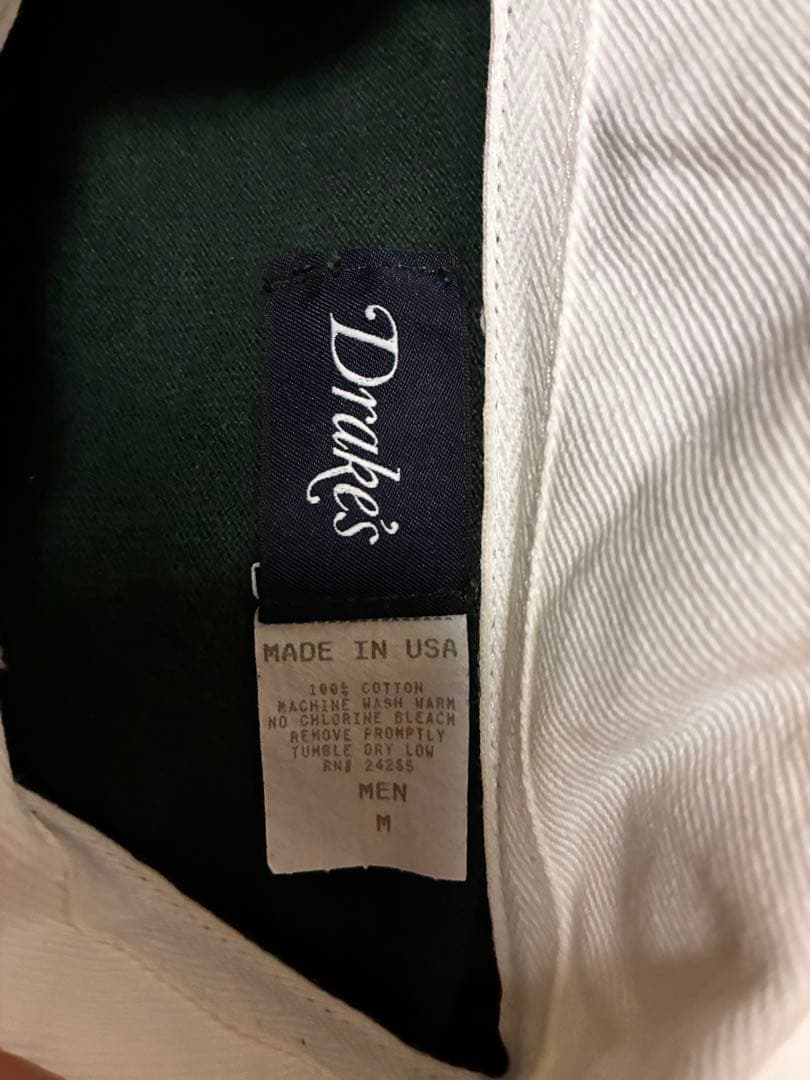 Drake's
MADE IN USA
100% COTTON
MACHINE WASH WARM
NO CHLORINE BLEACH
REMOVE PROMPTLY
TUMBLE DRY LOW
RN# 24265
MEN
M